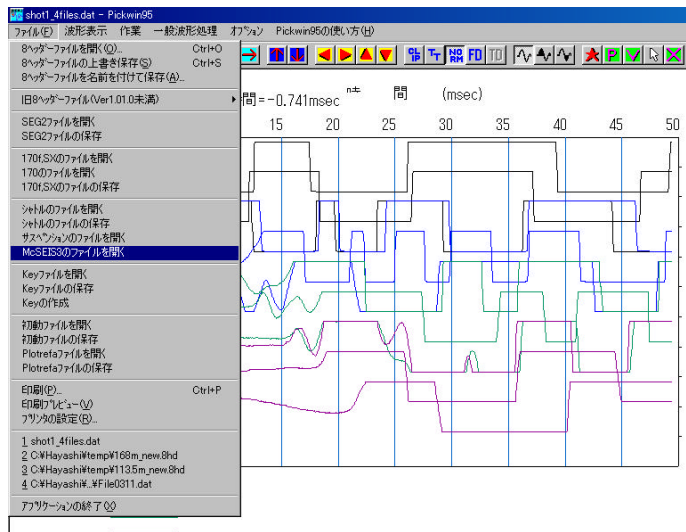 shot1_4files.dat - Pickwin95
ファイル(F) 波形表示 作業 一般波形処理 オプション Pickwin95の使い方(H)
8ヘッダーファイルを開く(O)... Ctrl+O
8ヘッダーファイルの上書き保存(S) Ctrl+S
8ヘッダーファイルを名前を付けて保存(A)...
旧8ヘッダーファイル(Ver1.01.0未満)
SEG2ファイルを開く
SEG2ファイルの保存
170f,SXのファイルを開く
170のファイルを開く
170f,SXのファイルの保存
シャトルのファイルを開く
シャトルのファイルの保存
サスペンションのファイルを開く
McSEIS3のファイルを開く
Keyファイルを開く
Keyファイルの保存
Keyの作成
初動ファイルを開く
初動ファイルの保存
Plotrefaファイルを開く
Plotrefaファイルの保存
印刷(P)... Ctrl+P
印刷プレビュー(V)
プリンタの設定(R)...
1 shot1_4files.dat
2 C:¥Hayashi¥temp¥168m_new.8hd
3 C:¥Hayashi¥temp¥113.5m_new.8hd
4 C:¥Hayashi¥..¥File0311.dat
アプリケーションの終了(X)
CLIP TT NORM FD TD P
間=-0.741msec 間 (msec)
15 20 25 30 35 40 45 50